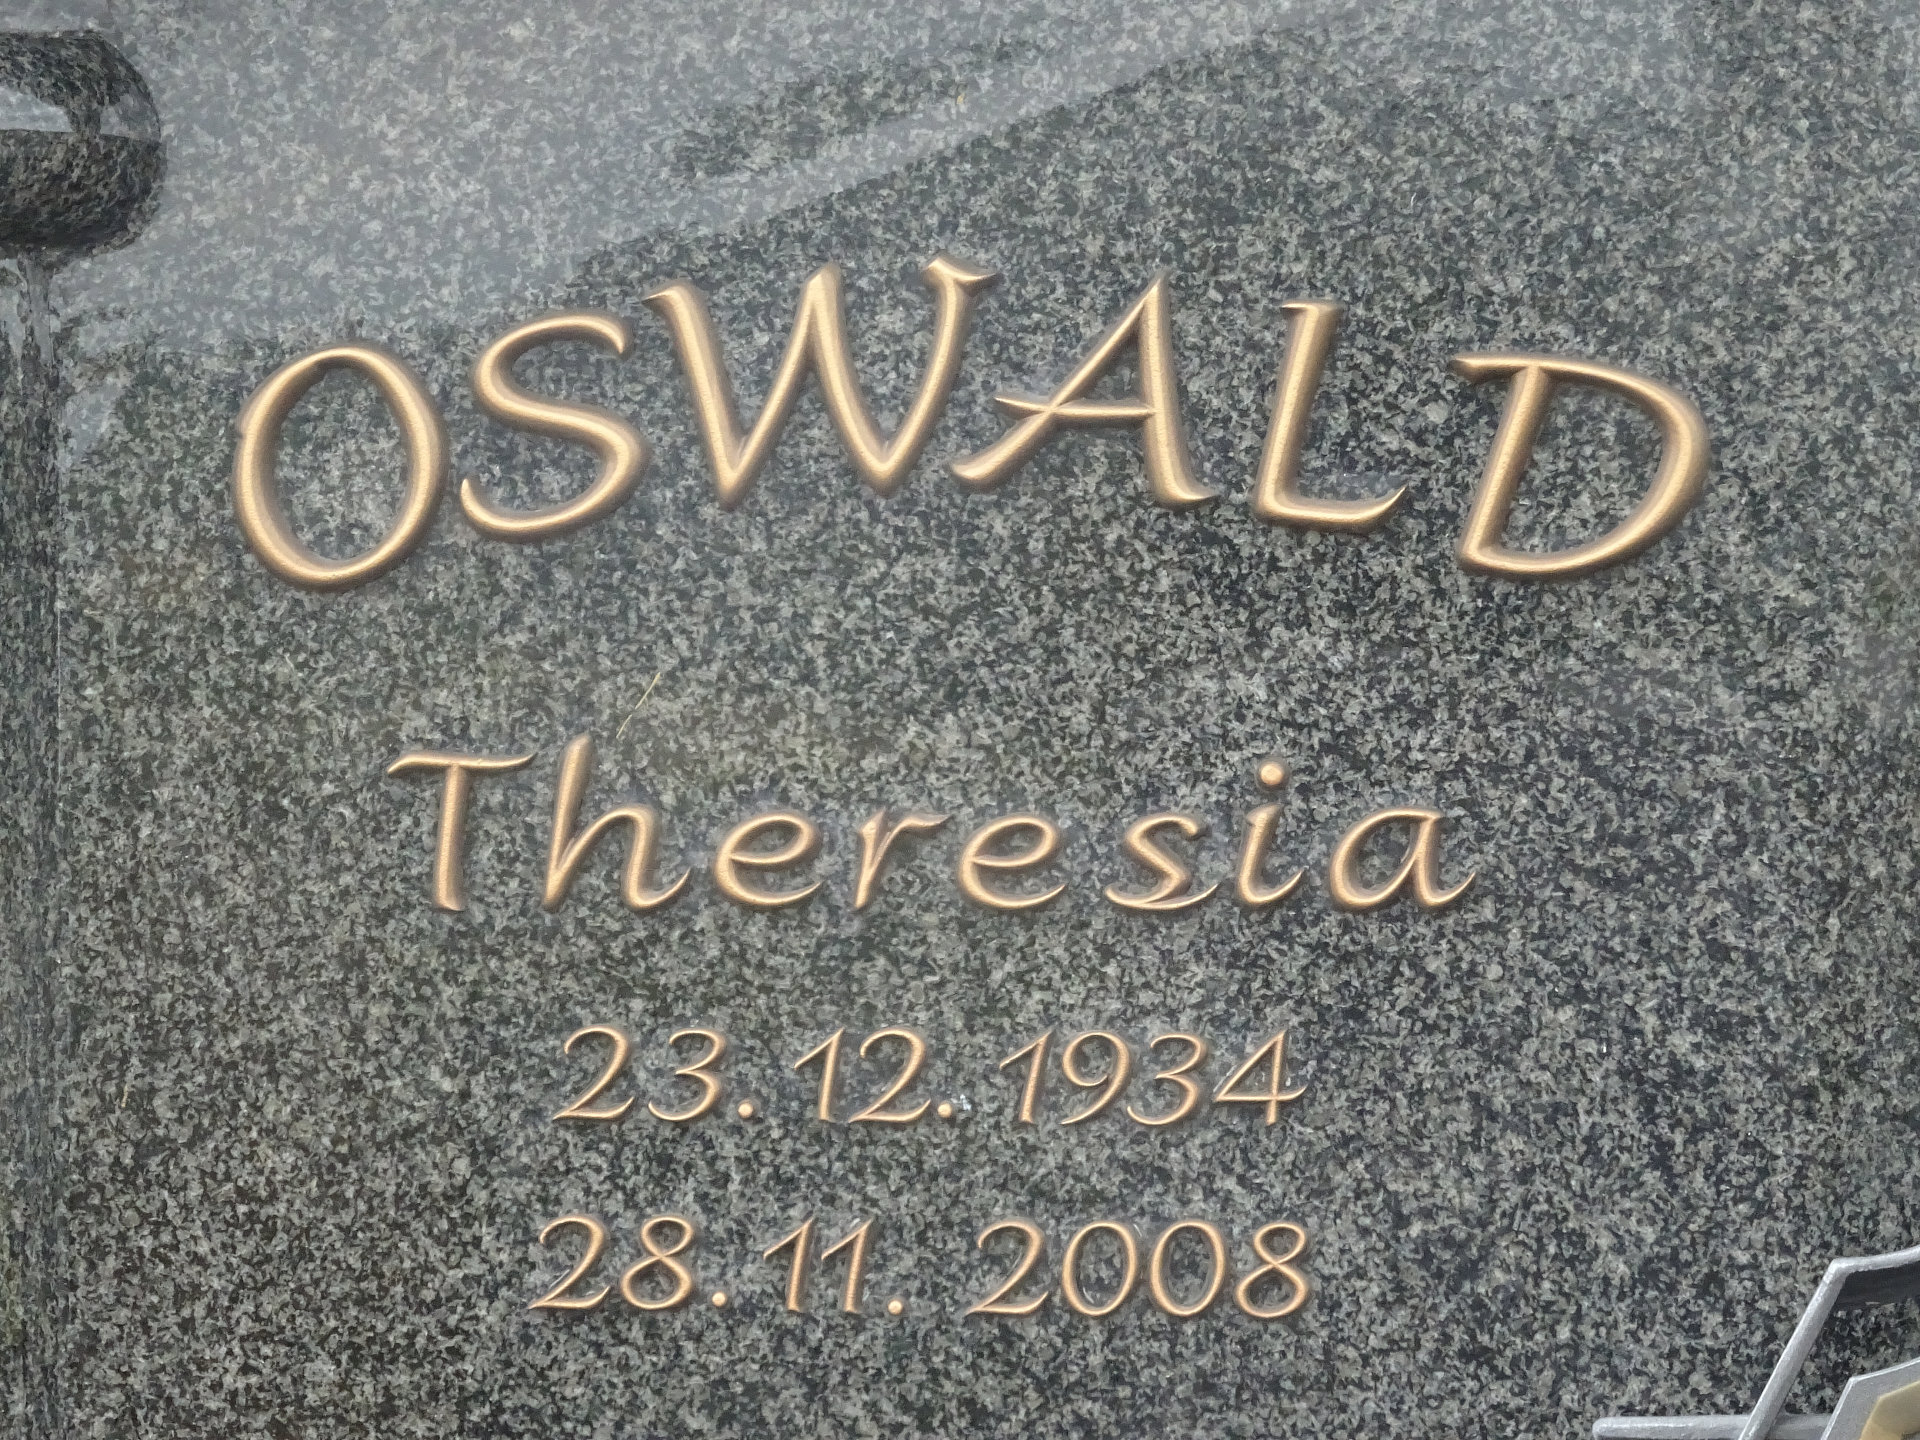 OSWALD
Theresia
23. 12. 1934
28. 11. 2008